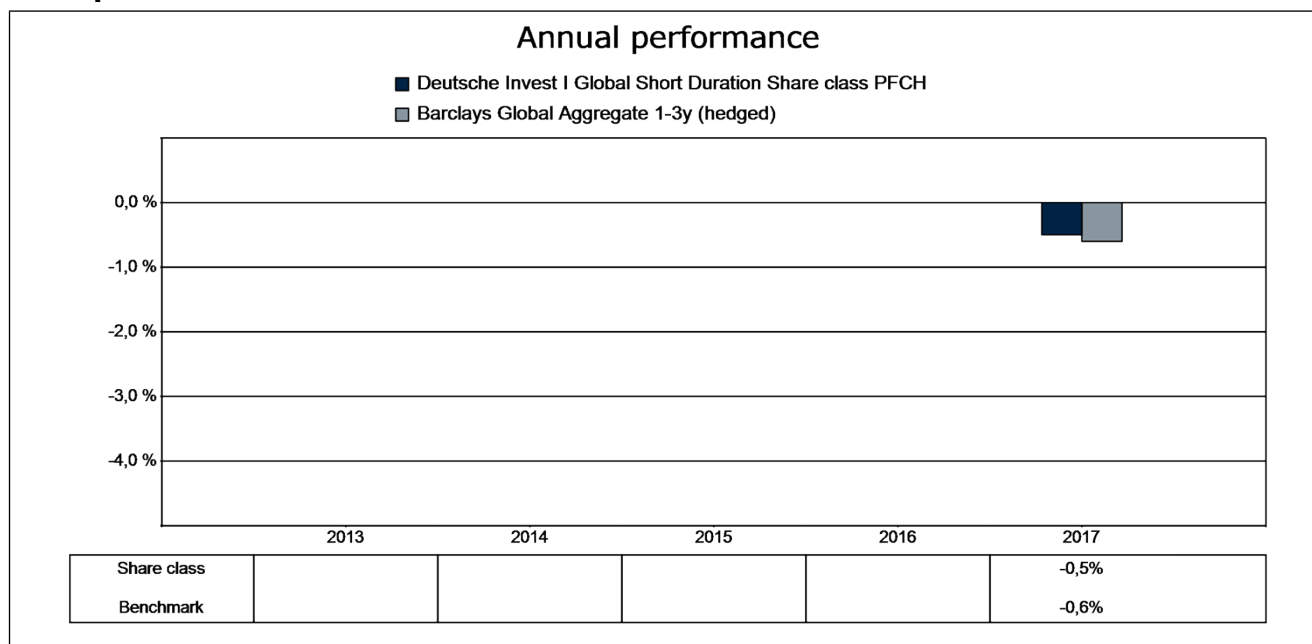 Annual performance
Deutsche Invest I Global Short Duration Share class PFCH
Barclays Global Aggregate 1-3y (hedged)
0,0 %
-1,0 %
-2,0 %
-3,0 %
-4,0 %
2013 2014 2015 2016 2017
Share class -0,5%
Benchmark -0,6%